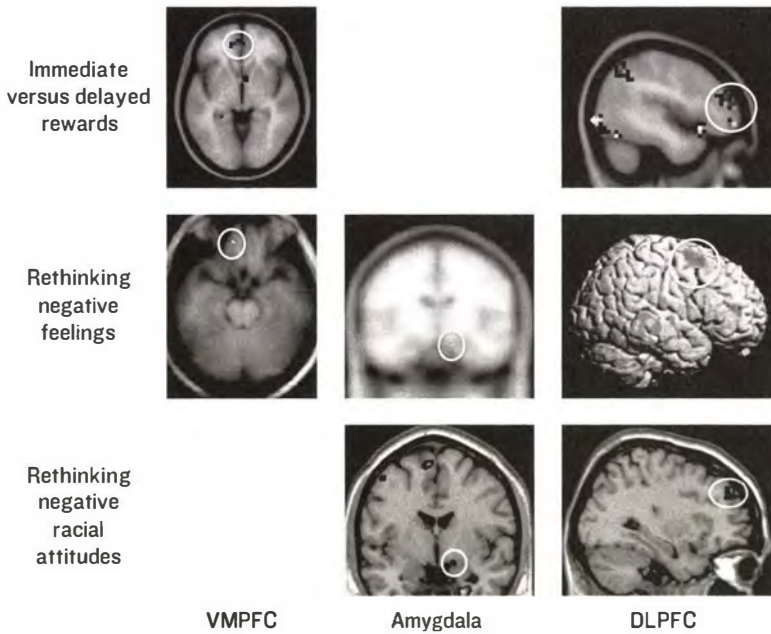 Immediate
versus delayed
rewards
Rethinking
negative
feelings
Rethinking
negative
racial
attitudes
VMPFC
Amygdala
DLPFC